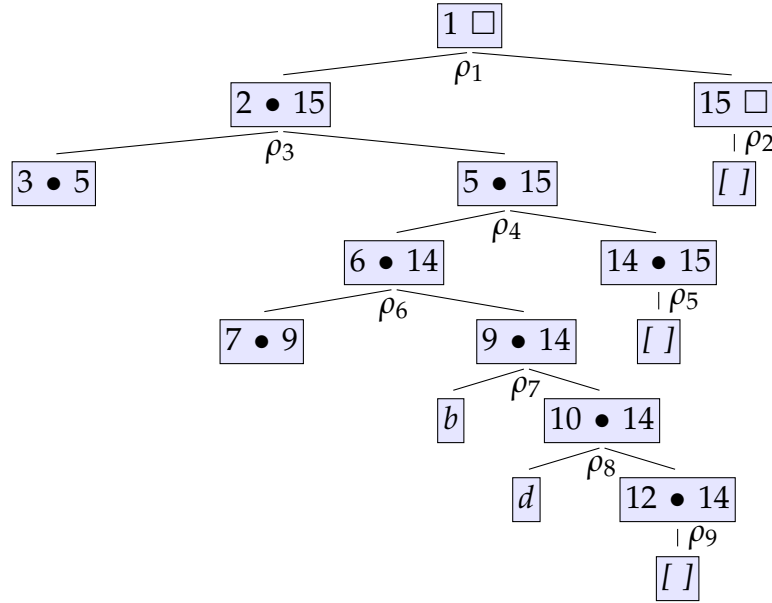 1 □
ρ1
2 • 15 15 □
ρ3 ρ2
3 • 5 5 • 15 [ ]
ρ4
6 • 14 14 • 15
ρ6 ρ5
7 • 9 9 • 14 [ ]
ρ7
b 10 • 14
ρ8
d 12 • 14
ρ9
[ ]